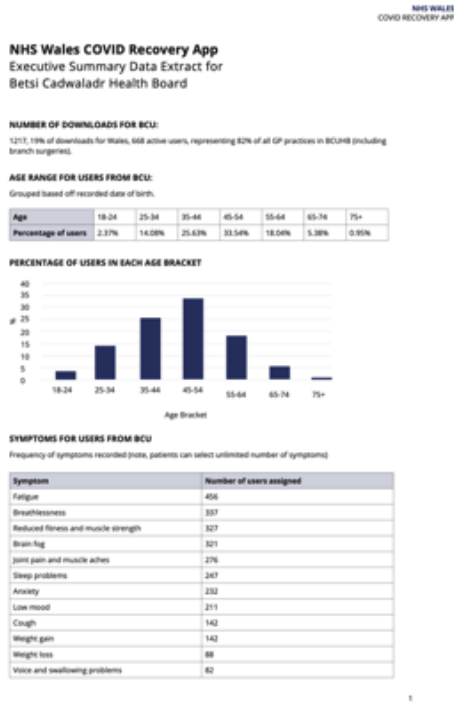 NHS WALES
COVID RECOVERY APP
NHS Wales COVID Recovery App
Executive Summary Data Extract for
Betsi Cadwaladr Health Board
NUMBER OF DOWNLOADS FOR BCU:
1217, 19% of downloads for Wales, 668 active users, representing 82% of all GP practices in BCUHB (including
branch surgeries).
AGE RANGE FOR USERS FROM BCU:
Grouped based off recorded date of birth.
Age 18-24 25-34 35-44 45-54 55-64 65-74 75+
Percentage of users 2.37% 14.08% 25.63% 33.54% 18.04% 5.38% 0.95%
PERCENTAGE OF USERS IN EACH AGE BRACKET
40
35
30
25
20
15
10
5
0
%
18-24 25-34 35-44 45-54 55-64 65-74 75+
Age Bracket
SYMPTOMS FOR USERS FROM BCU
Frequency of symptoms recorded (note, patients can select unlimited number of symptoms)
Symptom Number of users assigned
Fatigue 456
Breathlessness 337
Reduced fitness and muscle strength 327
Brain fog 321
Joint pain and muscle aches 276
Sleep problems 247
Anxiety 232
Low mood 211
Cough 142
Weight gain 142
Weight loss 88
Voice and swallowing problems 82
1